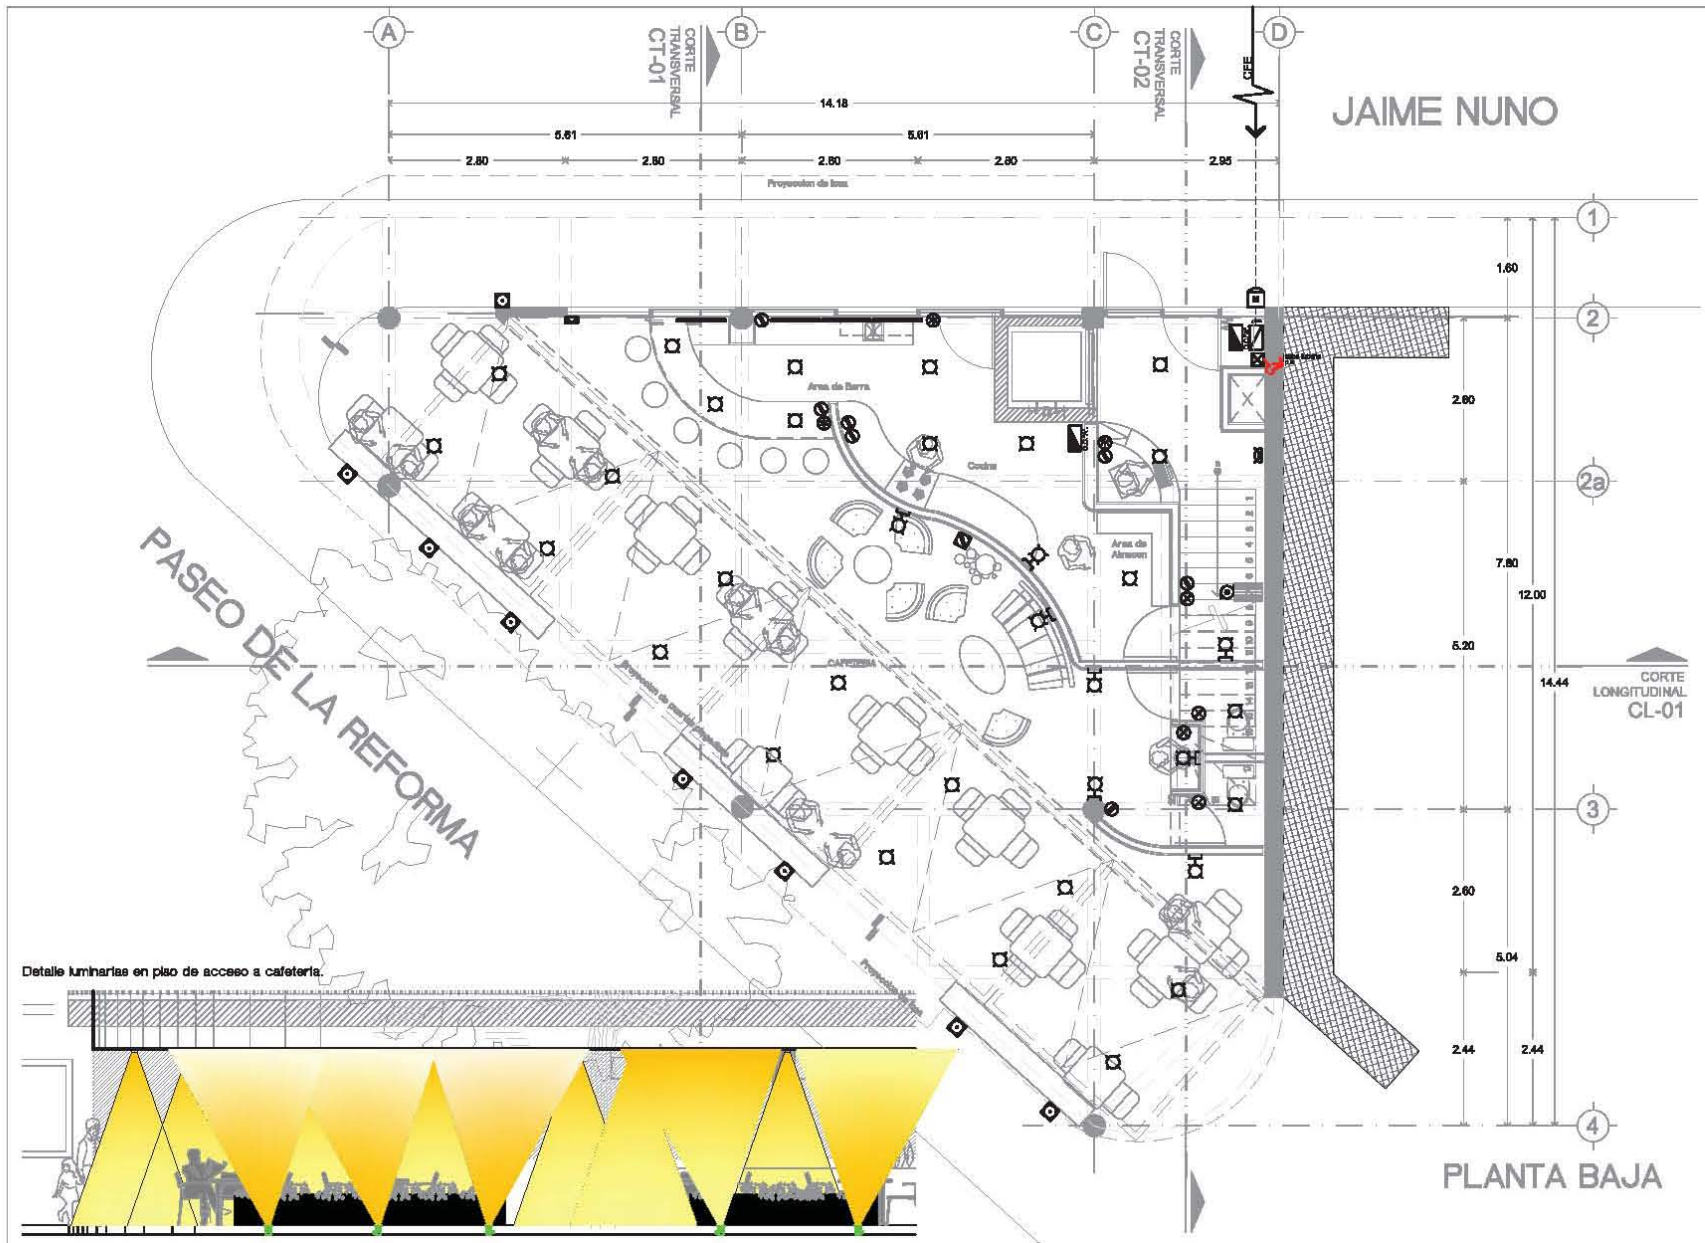 A
CORTE
TRANSVERSAL
CT-01
B
C
CORTE
TRANSVERSAL
CT-02
D
CFE
14.18
JAIME NUNO
5.61
5.61
2.80
2.80
2.80
2.80
2.95
Proyeccion de losa
1
1.60
2
Area de Barra
2.60
Cocina
2a
Area de
Almacen
PASEO DE LA REFORMA
7.80
12.00
5.20
CAFETERIA
14.44
CORTE
LONGITUDINAL
CL-01
3
2.60
5.04
Detalle luminarias en piso de acceso a cafeteria.
2.44
2.44
4
PLANTA BAJA